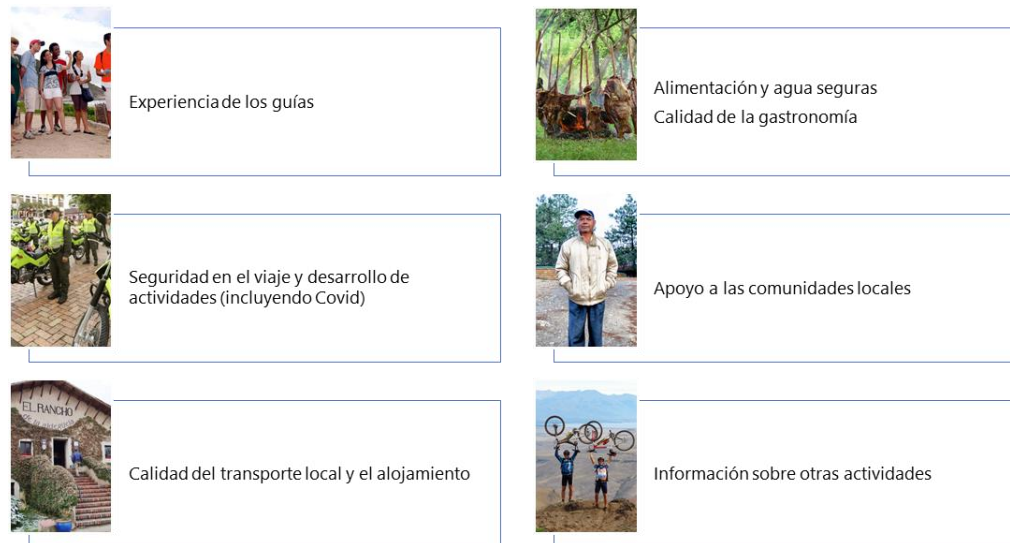 Experiencia de los guías
Alimentación y agua seguras
Calidad de la gastronomía
Seguridad en el viaje y desarrollo de
actividades (incluyendo Covid)
Apoyo a las comunidades locales
EL RANCHO
Calidad del transporte local y el alojamiento
Información sobre otras actividades